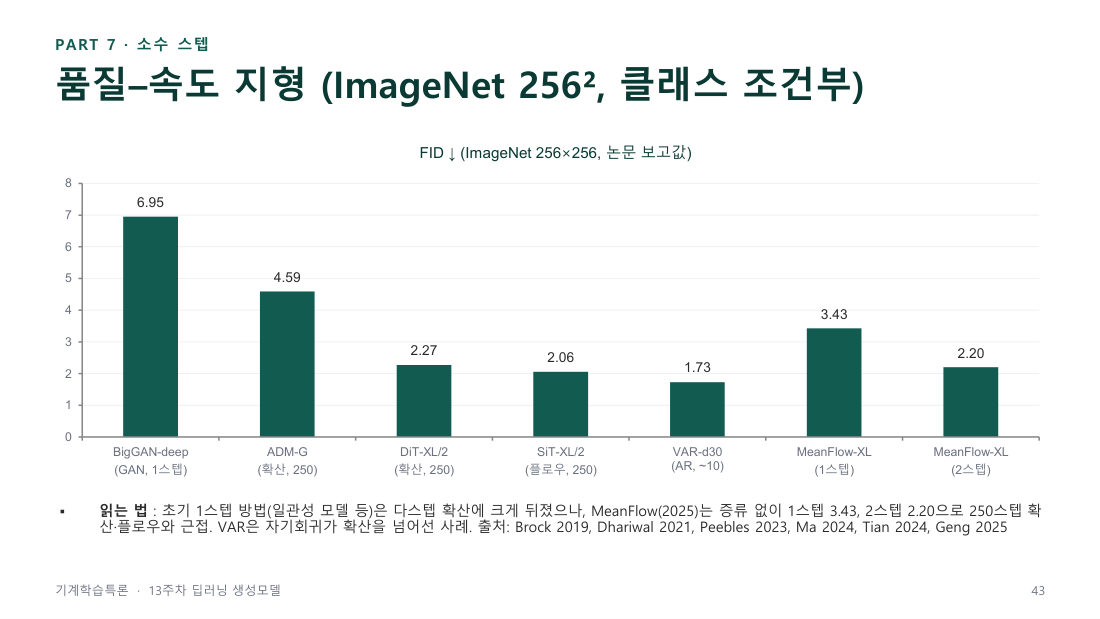 PART 7 · 소수 스텝
품질–속도 지형 (ImageNet 256², 클래스 조건부)
FID ↓ (ImageNet 256×256, 논문 보고값)
8
7
6
5
4
3
2
1
0
6.95
4.59
2.27
2.06
1.73
3.43
2.20
BigGAN-deep
(GAN, 1스텝)
ADM-G
(확산, 250)
DiT-XL/2
(확산, 250)
SiT-XL/2
(플로우, 250)
VAR-d30
(AR, ~10)
MeanFlow-XL
(1스텝)
MeanFlow-XL
(2스텝)
▪ 읽는 법 : 초기 1스텝 방법(일관성 모델 등)은 다스텝 확산에 크게 뒤졌으나, MeanFlow(2025)는 증류 없이 1스텝 3.43, 2스텝 2.20으로 250스텝 확
산·플로우와 근접. VAR은 자기회귀가 확산을 넘어선 사례. 출처: Brock 2019, Dhariwal 2021, Peebles 2023, Ma 2024, Tian 2024, Geng 2025
기계학습특론 · 13주차 딥러닝 생성모델
43